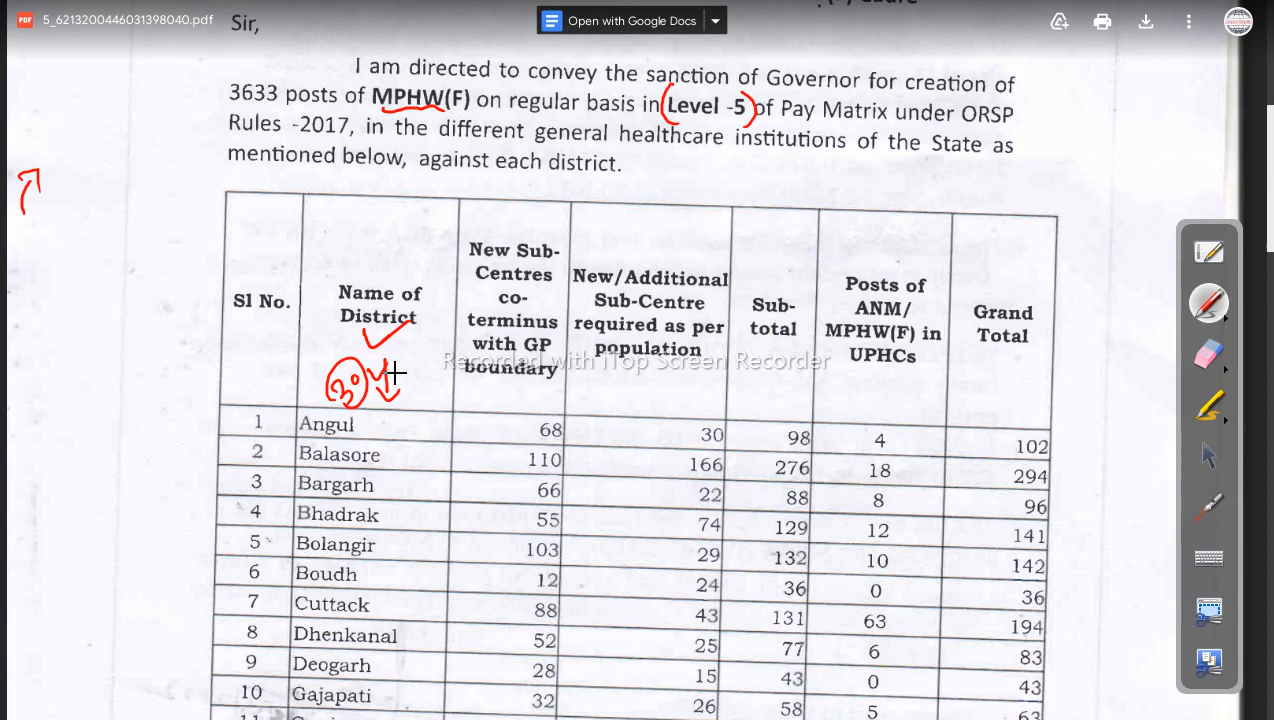 5_6213200446031398040.pdf
Open with Google Docs
Sir,
I am directed to convey the sanction of Governor for creation of
3633 posts of MPHW(F) on regular basis in Level -5 of Pay Matrix under ORSP
Rules -2017, in the different general healthcare institutions of the State as
mentioned below, against each district.
Sl No. Name of District New Sub-Centres co-terminus with GP boundary New/Additional Sub-Centre required as per population Sub-total Posts of ANM/ MPHW(F) in UPHCs Grand Total
30
Recorded with iTop Screen Recorder
1 Angul 68 30 98 4 102
2 Balasore 110 166 276 18 294
3 Bargarh 66 22 88 8 96
4 Bhadrak 55 74 129 12 141
5 Bolangir 103 29 132 10 142
6 Boudh 12 24 36 0 36
7 Cuttack 88 43 131 63 194
8 Dhenkanal 52 25 77 6 83
9 Deogarh 28 15 43 0 43
10 Gajapati 32 26 58 5 63